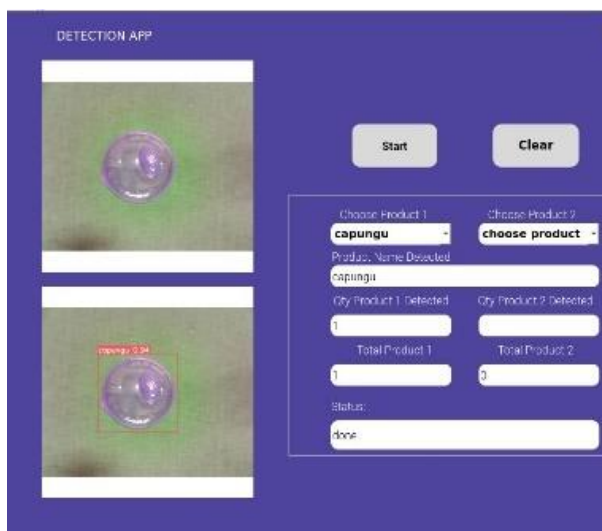 DETECTION APP
Start
Clear
Choose Product 1
Choose Product 2
capungu
choose product
Product Name Detected
capungu
Qty Product 1 Detected
Qty Product 2 Detected
1
Total Product 1
Total Product 2
1
Status:
done
capungu 0.94